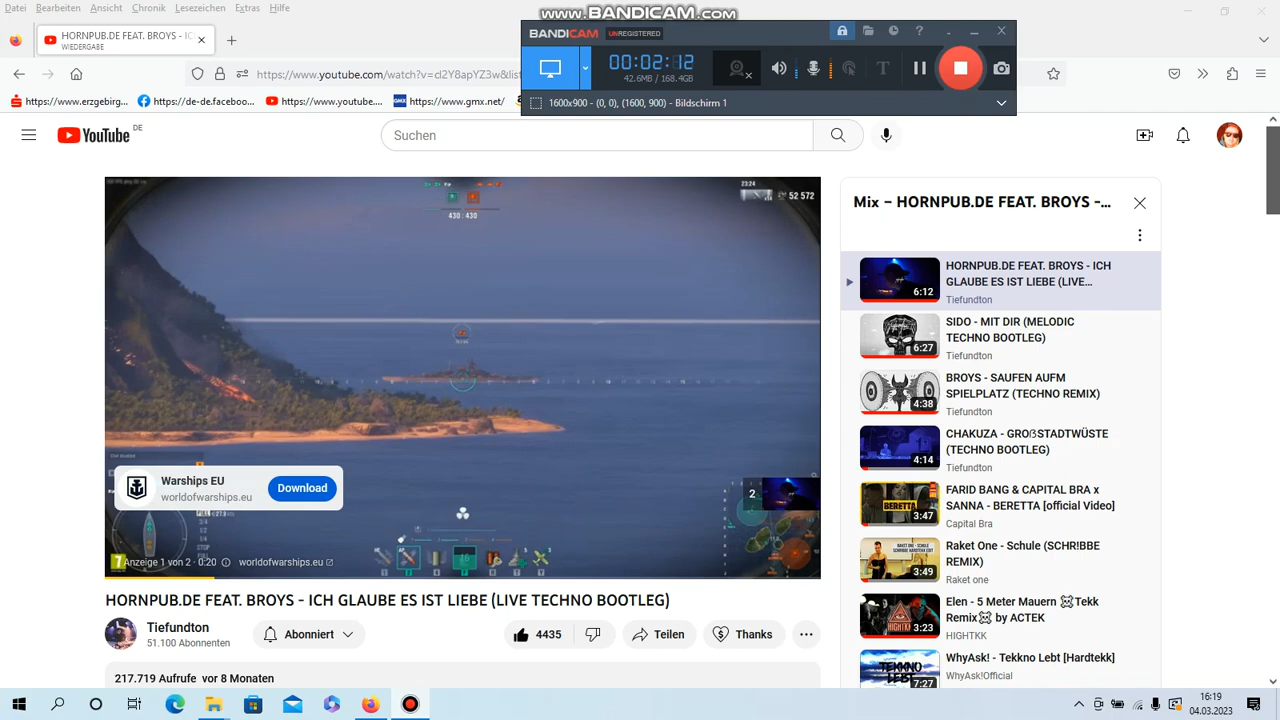 Datei Bearbeiten Ansicht Chronik Lesezeichen Extras Hilfe
www.BANDICAM.com
BANDICAM UNREGISTERED
HORNPUB.DE FEAT. BROYS
WIEDERGABE
00:02:12
42.6MB / 168.4GB
https://www.youtube.com/watch?v=cl2Y8apYZ3w&list
1600x900 - (0, 0), (1600, 900) - Bildschirm 1
https://www.erzgebirg...
https://de-de.facebook...
https://www.youtube....
GMX
https://www.gmx.net/
YouTube DE
Suchen
23:24
52 572
430 : 430
Warships EU
worldofwarships.eu
Download
2
Anzeige 1 von 2 - 0:20
worldofwarships.eu
HORNPUB.DE FEAT. BROYS - ICH GLAUBE ES IST LIEBE (LIVE TECHNO BOOTLEG)
Tiefundton
51.100 Abonnenten
Abonniert
4435
Teilen
Thanks
217.719
vor 8 Monaten
Mix – HORNPUB.DE FEAT. BROYS -...
HORNPUB.DE FEAT. BROYS - ICH
GLAUBE ES IST LIEBE (LIVE...
Tiefundton
6:12
SIDO - MIT DIR (MELODIC
TECHNO BOOTLEG)
Tiefundton
6:27
BROYS - SAUFEN AUFM
SPIELPLATZ (TECHNO REMIX)
Tiefundton
4:38
CHAKUZA - GROẞSTADTWÜSTE
(TECHNO BOOTLEG)
Tiefundton
4:14
FARID BANG & CAPITAL BRA x
SANNA - BERETTA [official Video]
Capital Bra
BERETTA
3:47
Raket One - Schule (SCHR!BBE
REMIX)
Raket one
3:49
Elen - 5 Meter Mauern ☠Tekk
Remix☠ by ACTEK
HIGHTKK
HIGHTKK
3:23
WhyAsk! - Tekkno Lebt [Hardtekk]
WhyAsk!Official
TEKKNO
LEBT
7:27
16:19
04.03.2023